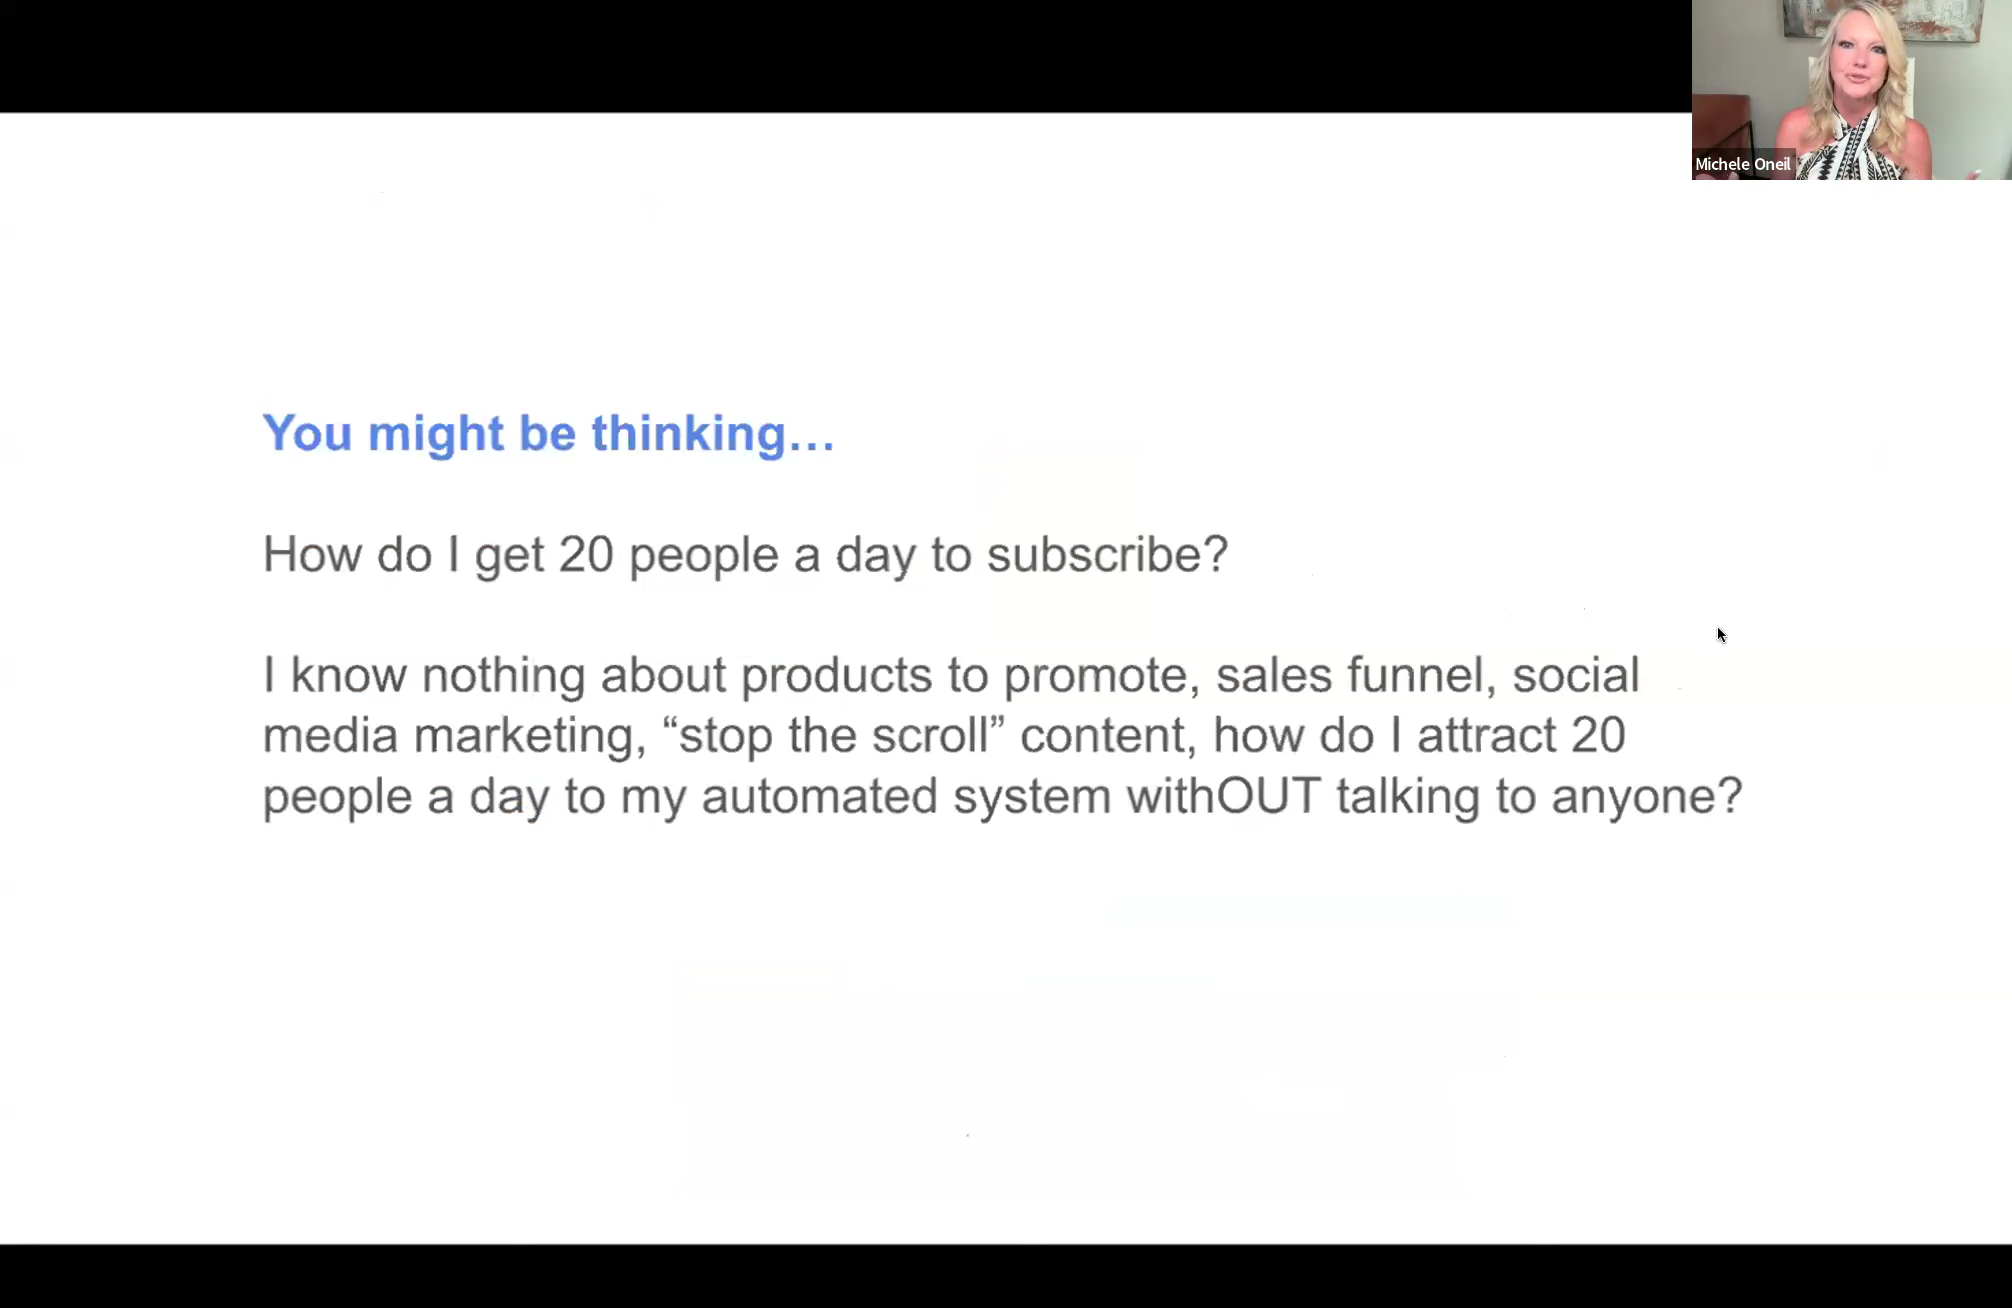 Michele Oneil
You might be thinking…
How do I get 20 people a day to subscribe?
I know nothing about products to promote, sales funnel, social
media marketing, “stop the scroll” content, how do I attract 20
people a day to my automated system withOUT talking to anyone?